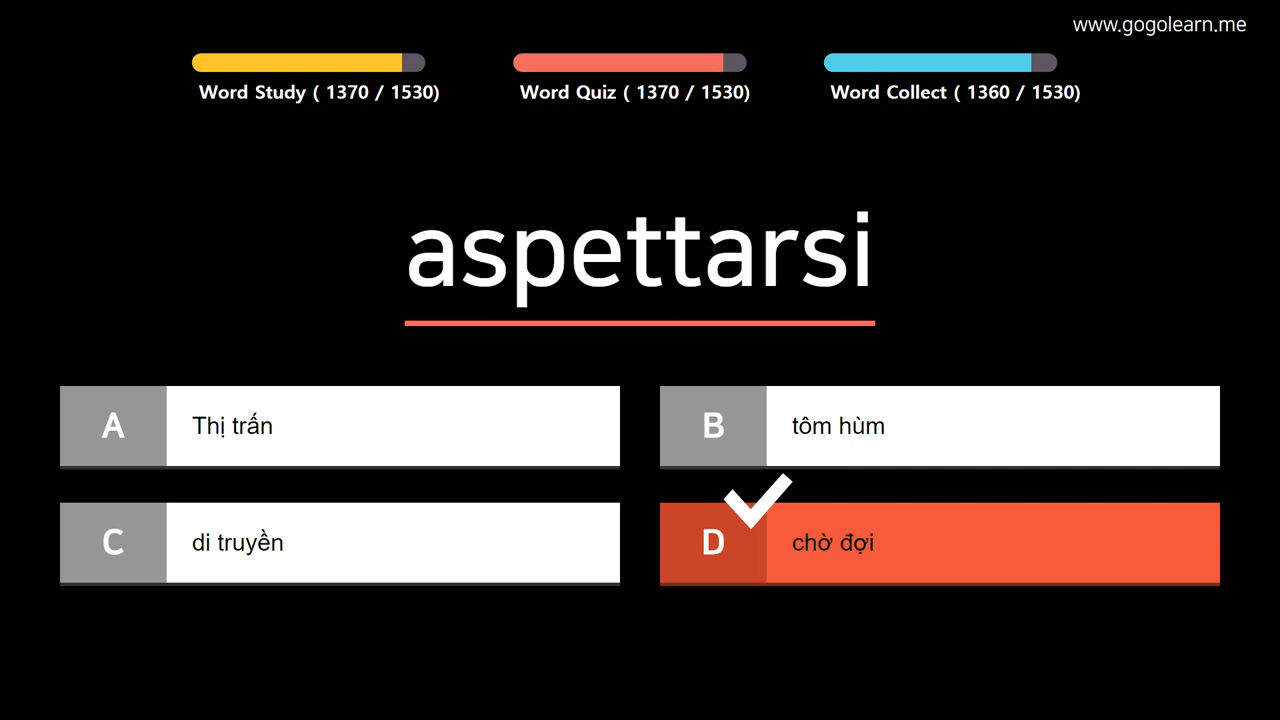 www.gogolearn.me
Word Study ( 1370 / 1530)
Word Quiz ( 1370 / 1530)
Word Collect ( 1360 / 1530)
aspettarsi
A
Thị trấn
B
tôm hùm
C
di truyền
D
chờ đợi